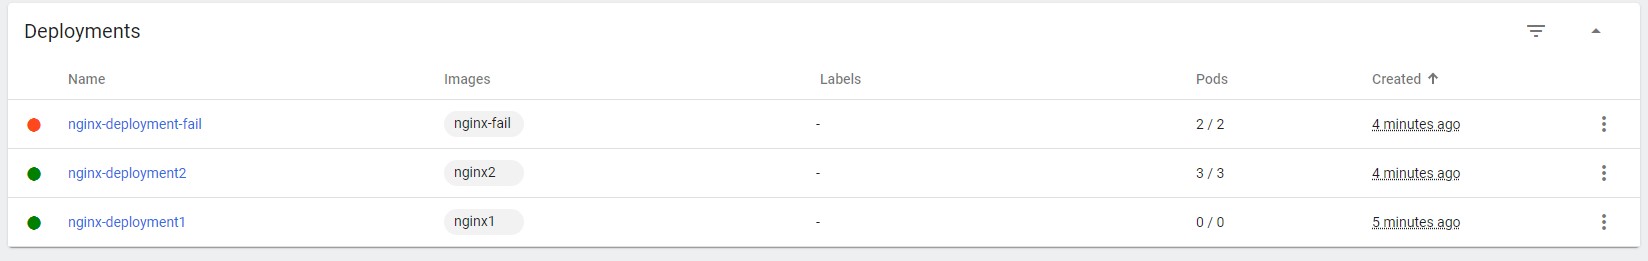 Deployments
Name Images Labels Pods Created
nginx-deployment-fail nginx-fail - 2 / 2 4 minutes ago
nginx-deployment2 nginx2 - 3 / 3 4 minutes ago
nginx-deployment1 nginx1 - 0 / 0 5 minutes ago